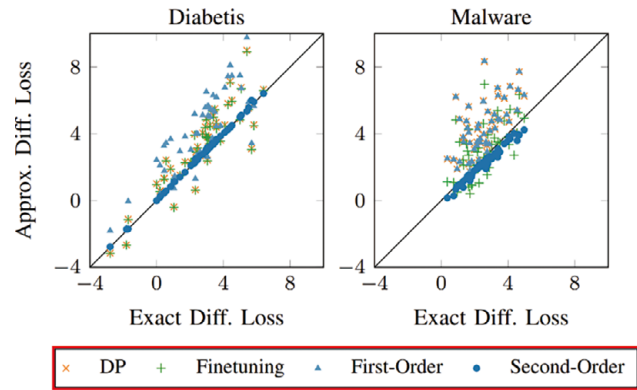 Diabetis Malware
8 8
4 4
0 0
−4 −4
−4 0 4 8 −4 0 4 8
Approx. Diff. Loss
Exact Diff. Loss Exact Diff. Loss
DP Finetuning First-Order Second-Order